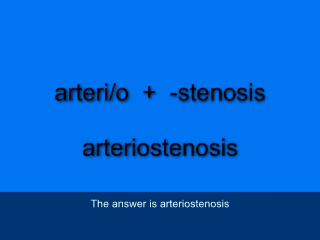 arteri/o + -stenosis
arteriostenosis
The answer is arteriostenosis